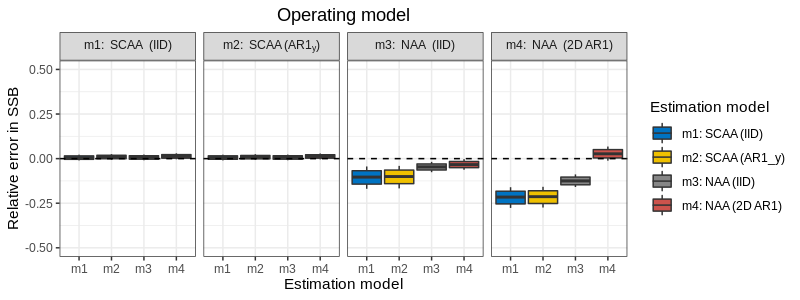 Operating model
m1: SCAA (IID) m2: SCAA (AR1y) m3: NAA (IID) m4: NAA (2D AR1)
Relative error in SSB
0.50
0.25
0.00
-0.25
-0.50
m1 m2 m3 m4 m1 m2 m3 m4 m1 m2 m3 m4 m1 m2 m3 m4
Estimation model
Estimation model
m1: SCAA (IID)
m2: SCAA (AR1_y)
m3: NAA (IID)
m4: NAA (2D AR1)